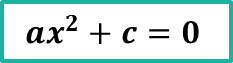 ax² + c = 0